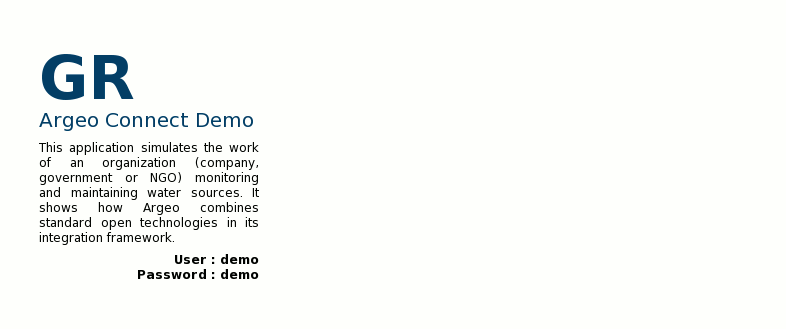 GR
Argeo Connect Demo
This application simulates the work
of an organization (company,
government or NGO) monitoring
and maintaining water sources. It
shows how Argeo combines
standard open technologies in its
integration framework.
User : demo
Password : demo